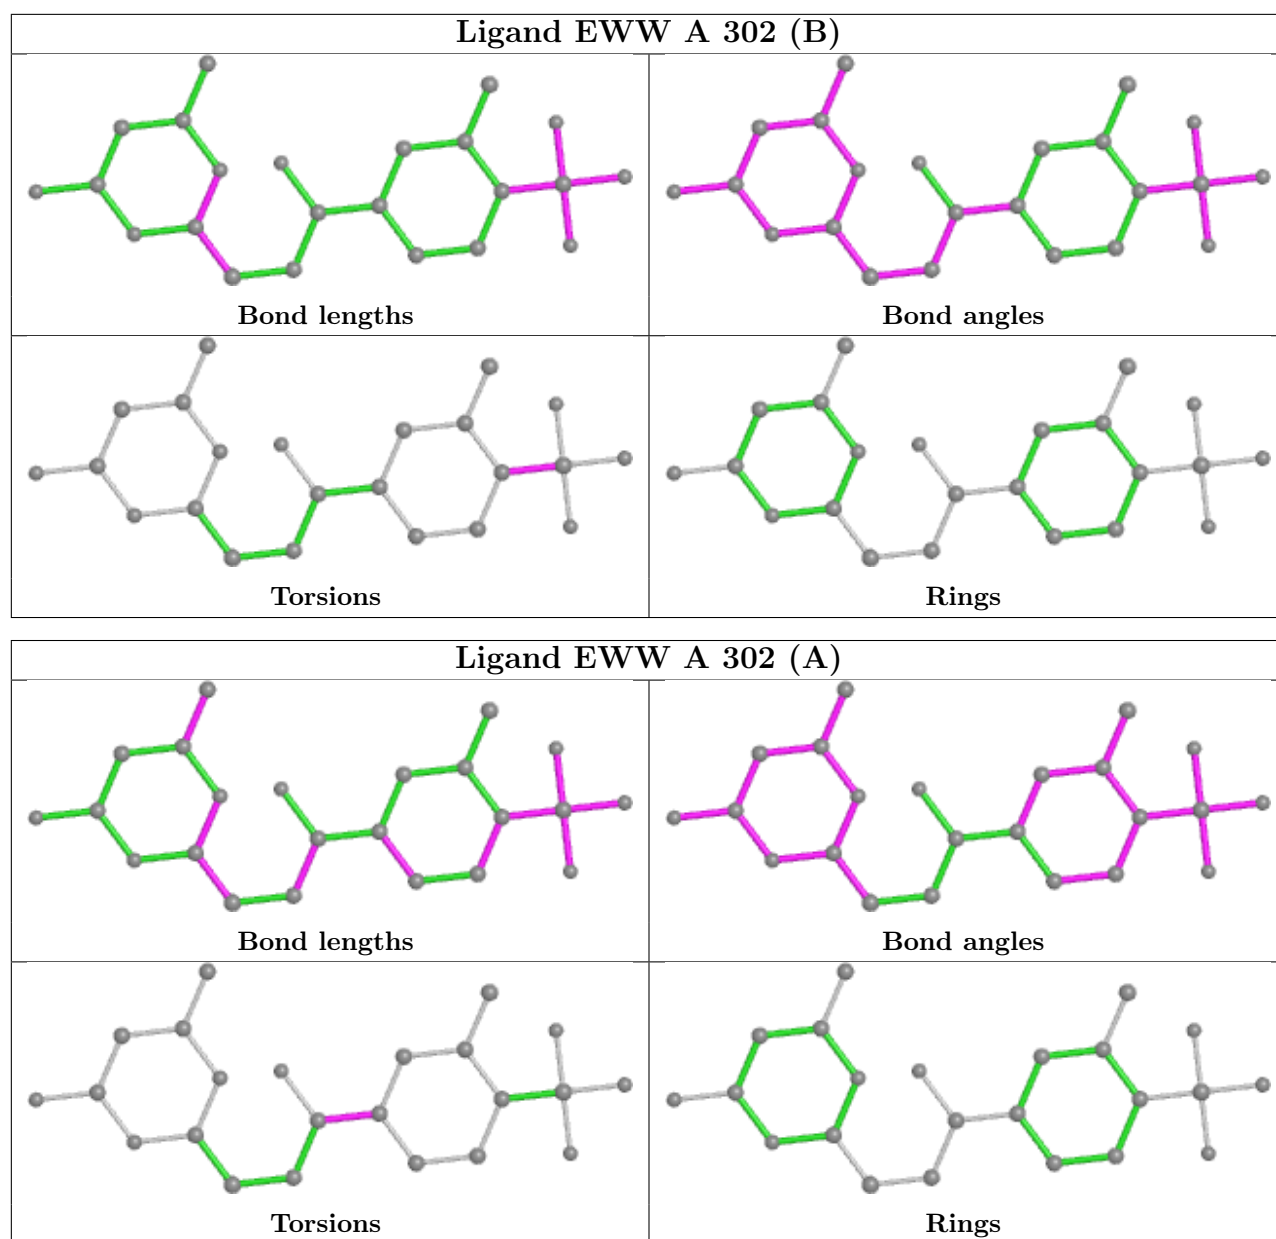 Ligand EWW A 302 (B)
Bond lengths
Bond angles
Torsions
Rings
Ligand EWW A 302 (A)
Bond lengths
Bond angles
Torsions
Rings